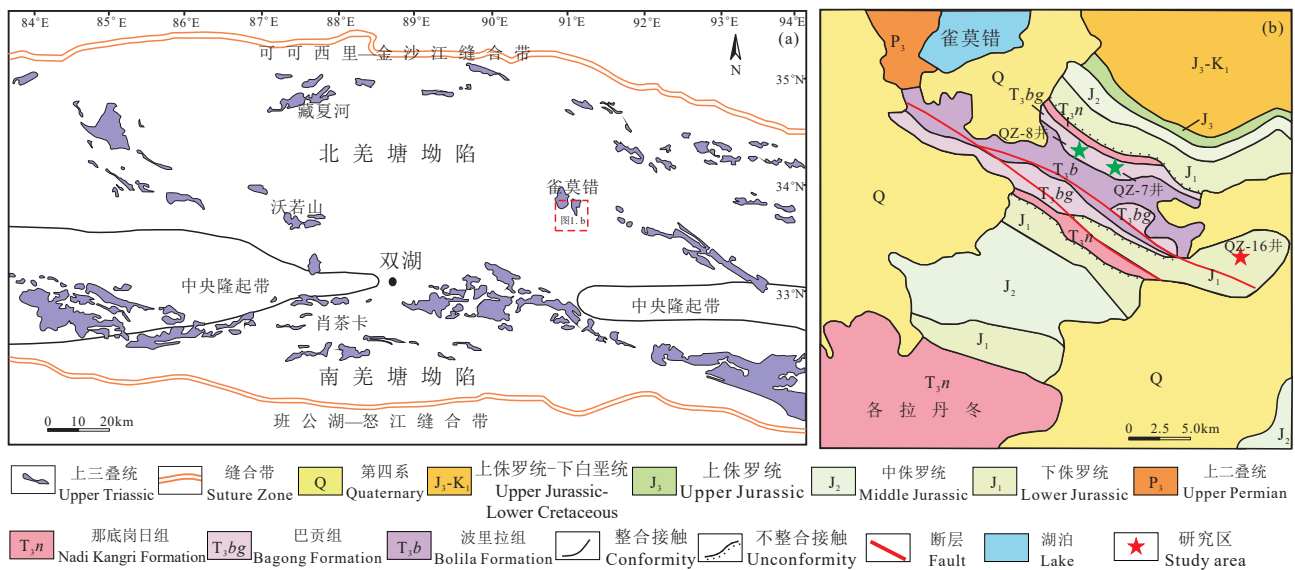 84°E 85°E 86°E 87°E 88°E 89°E 90°E 91°E 92°E 93°E 94°E
(a)
可可西里—金沙江缝合带
N
35°N
藏夏河
北羌塘坳陷
34°N
雀莫错
图1. b
沃若山
双湖
中央隆起带
33°N
中央隆起带
肖茶卡
南羌塘坳陷
班公湖—怒江缝合带
0 10 20km
(b)
P3
雀莫错
J3-K1
Q
T3bg
J2
T3n
J3
QZ-8井
J1
T3b
QZ-7井
Q
T3bg
T3bg
J1
T3n
QZ-16井
J1
J2
J1
T3n
Q
各拉丹冬
0 2.5 5.0km
J2
上三叠统
Upper Triassic
缝合带
Suture Zone
Q
第四系
Quaternary
J3-K1
上侏罗统–下白垩统
Upper Jurassic-
Lower Cretaceous
J3
上侏罗统
Upper Jurassic
J2
中侏罗统
Middle Jurassic
J1
下侏罗统
Lower Jurassic
P3
上二叠统
Upper Permian
T3n
那底岗日组
Nadi Kangri Formation
T3bg
巴贡组
Bagong Formation
T3b
波里拉组
Bolila Formation
整合接触
Conformity
不整合接触
Unconformity
断层
Fault
湖泊
Lake
研究区
Study area